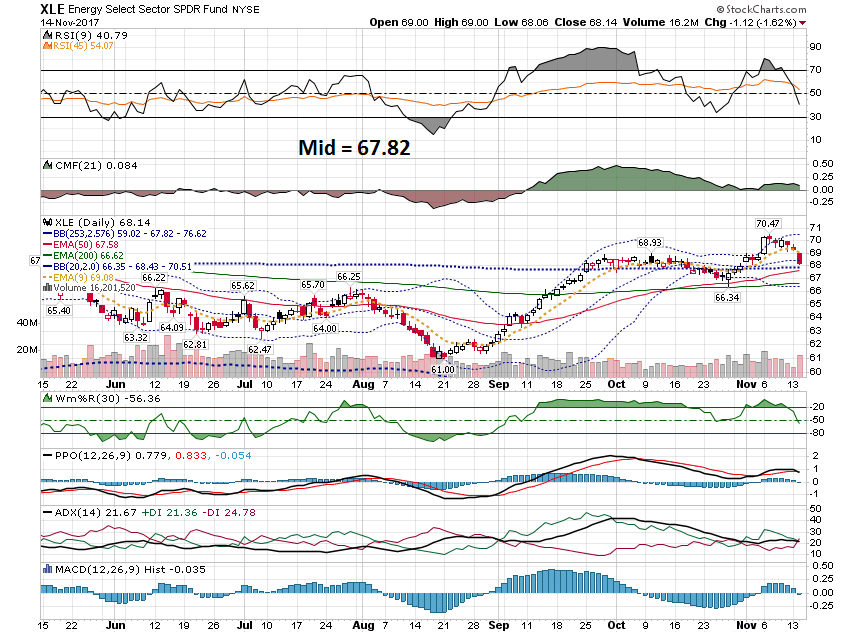 XLE Energy Select Sector SPDR Fund NYSE © StockCharts.com
14-Nov-2017 Open 69.00 High 69.00 Low 68.06 Close 68.14 Volume 16.2M Chg -1.12 (-1.62%)
RSI(9) 40.79
RSI(45) 54.07
90
70
50
30
10
Mid = 67.82
CMF(21) 0.084
0.50
0.25
0.00
-0.25
XLE (Daily) 68.14
BB(253,2.576) 59.02 - 67.82 - 76.62
EMA(50) 67.58
EMA(200) 66.62
BB(20,2.0) 66.35 - 68.43 - 70.51
EMA(9) 69.08
Volume 16,201,520
67
65.40
63.32
66.22
64.09
62.81
65.62
62.47
65.70
64.00
66.25
61.00
68.93
66.34
70.47
71
70
69
68
67
66
65
64
63
62
61
60
40M
20M
15 22 Jun 12 19 26 Jul 10 17 24 Aug 7 14 21 28 Sep 11 18 25 Oct 9 16 23 Nov 6 13
Wm%R(30) -56.36
-20
-50
-80
PPO(12,26,9) 0.779, 0.833, -0.054
2
1
0
-1
ADX(14) 21.67 +DI 21.36 -DI 24.78
50
40
30
20
10
MACD(12,26,9) Hist -0.035
0.50
0.25
0.00
-0.25
15 22 Jun 12 19 26 Jul 10 17 24 Aug 7 14 21 28 Sep 11 18 25 Oct 9 16 23 Nov 6 13